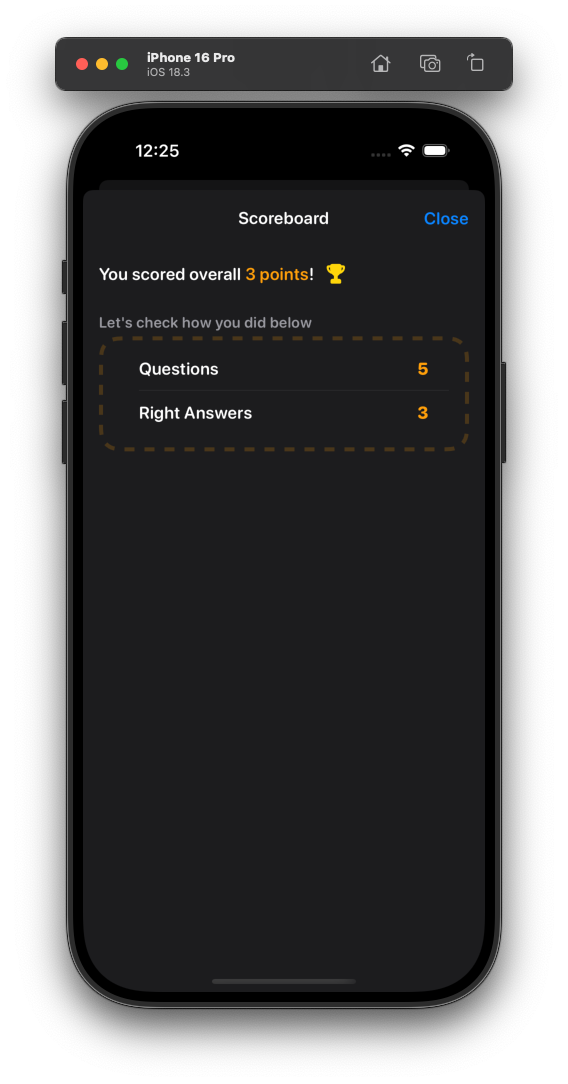 iPhone 16 Pro
iOS 18.3
12:25
Scoreboard Close
You scored overall 3 points!
Let's check how you did below
Questions 5
Right Answers 3